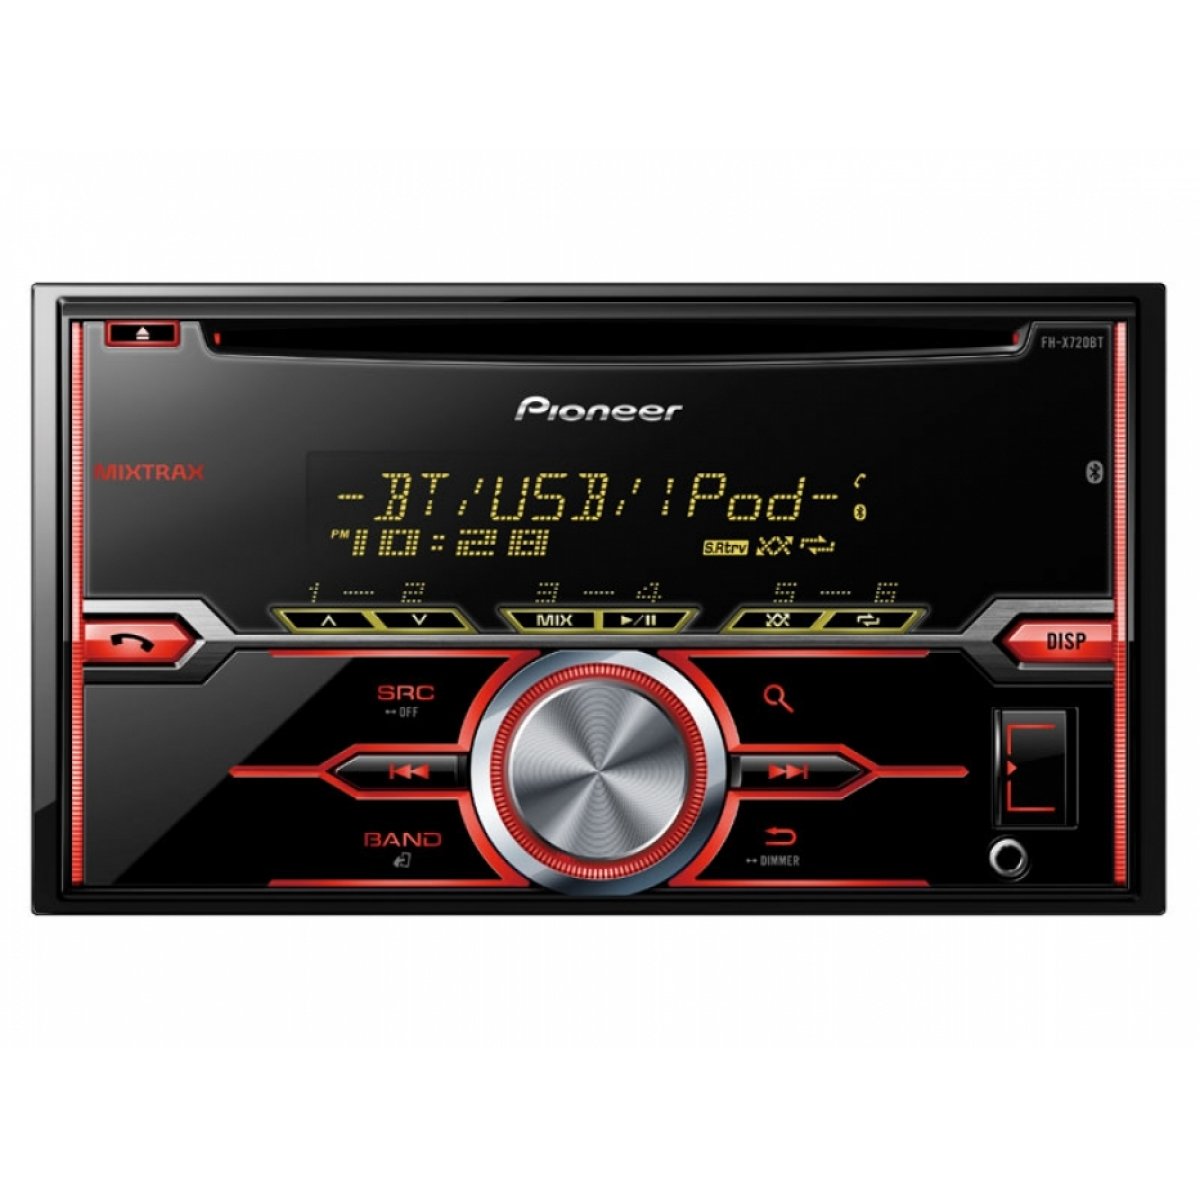 FH-X720BT
Pioneer
MIXTRAX
-BT/USB/iPod-
PM 10:28
S.Rtrv
1 2 3 4 5 6
MIX
DISP
SRC
OFF
BAND
DIMMER